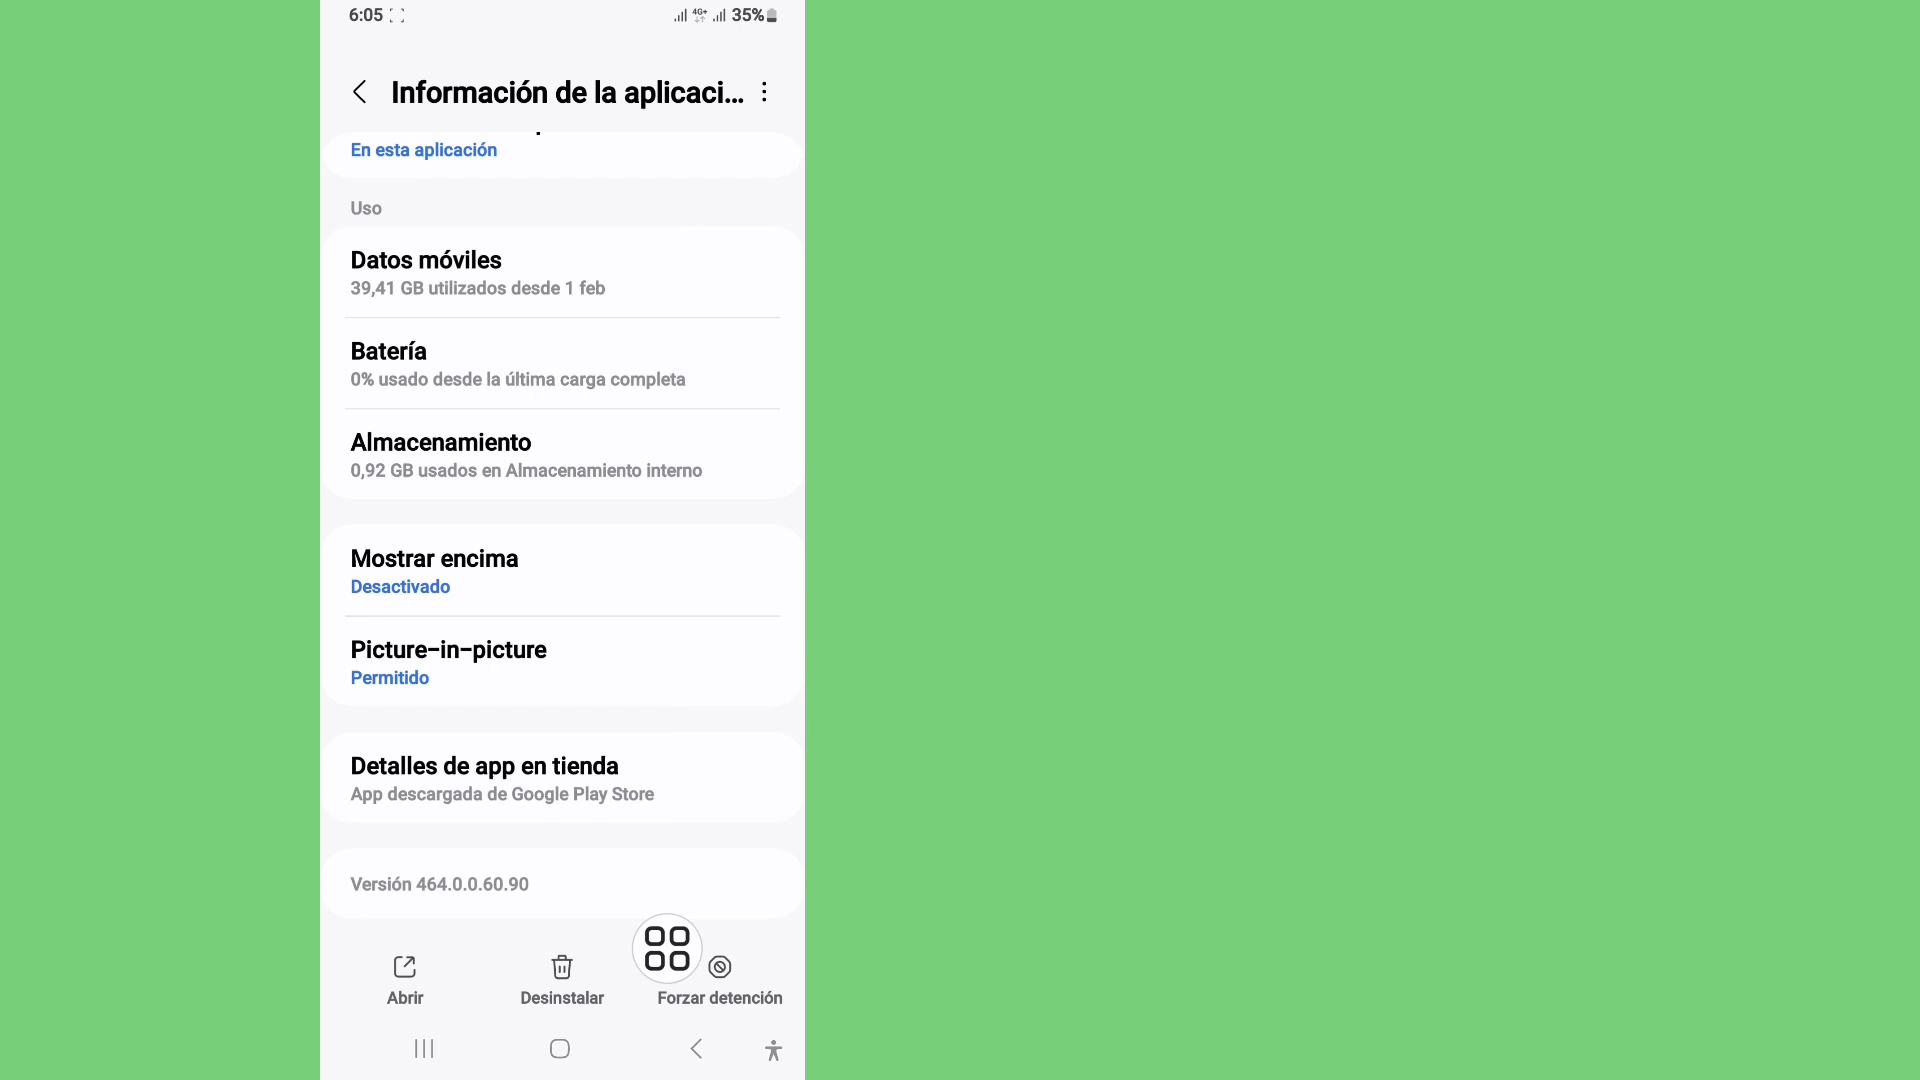 6:05
4G+ 35%
Información de la aplicaci...
En esta aplicación
Uso
Datos móviles
39,41 GB utilizados desde 1 feb
Batería
0% usado desde la última carga completa
Almacenamiento
0,92 GB usados en Almacenamiento interno
Mostrar encima
Desactivado
Picture-in-picture
Permitido
Detalles de app en tienda
App descargada de Google Play Store
Versión 464.0.0.60.90
Abrir
Desinstalar
Forzar detención